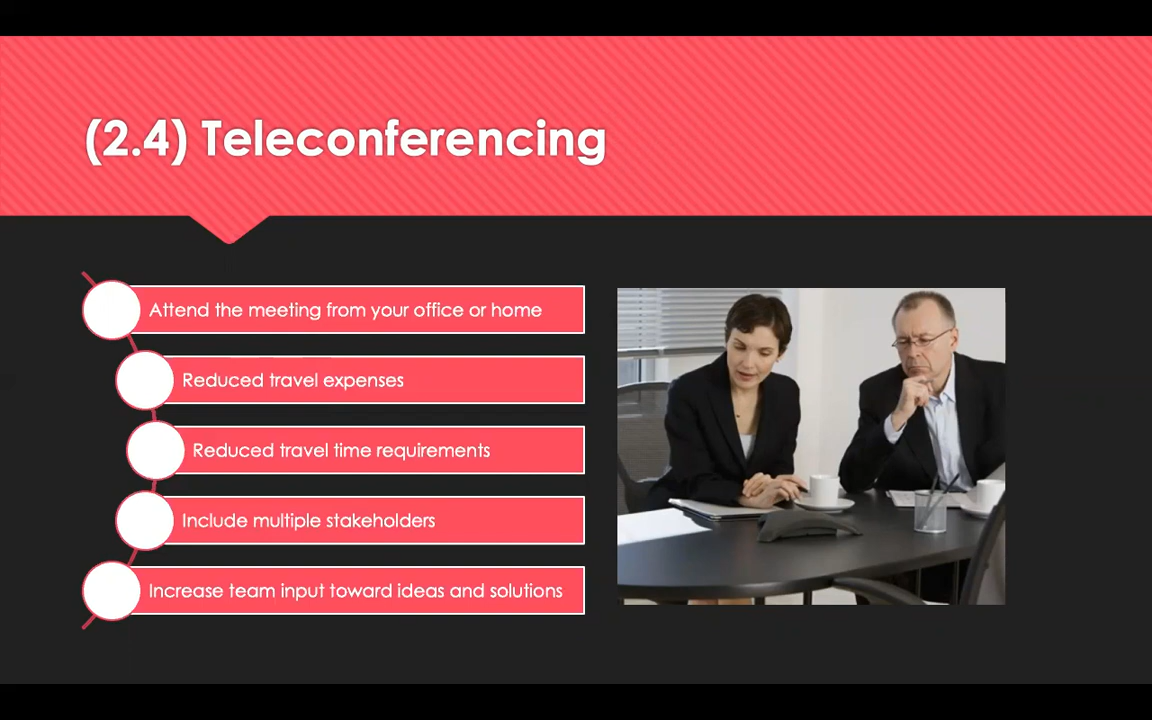 (2.4) Teleconferencing
Attend the meeting from your office or home
Reduced travel expenses
Reduced travel time requirements
Include multiple stakeholders
Increase team input toward ideas and solutions